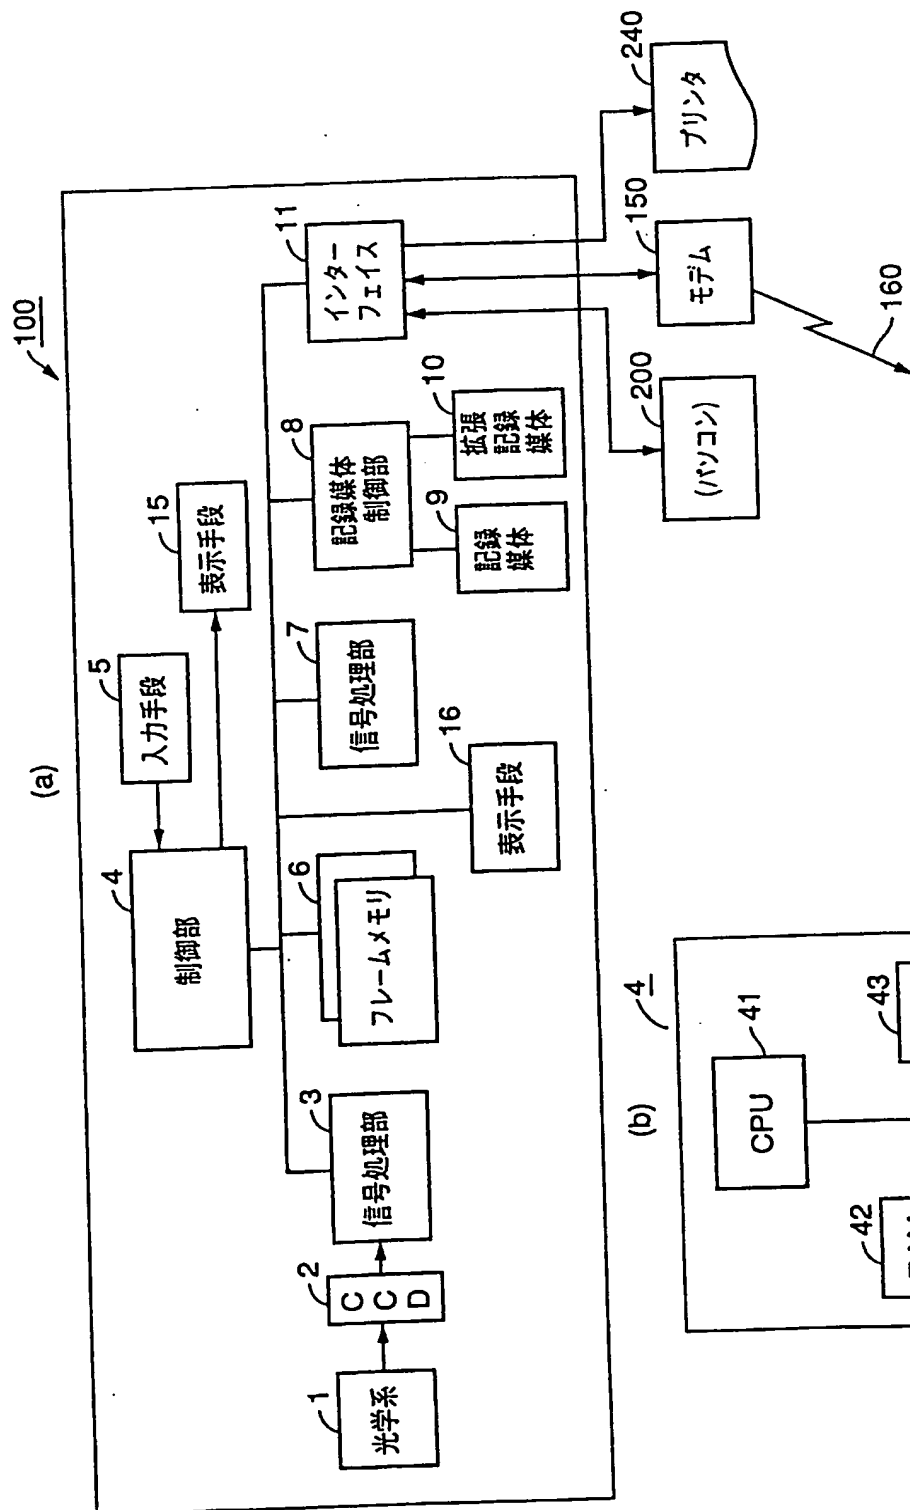 (a)
100
4
制御部
5
入力手段
15
表示手段
1
光学系
2
CCD
3
信号処理部
6
フレームメモリ
16
表示手段
7
信号処理部
8
記録媒体
制御部
9
記録
媒体
10
拡張
記録
媒体
11
インター
フェイス
200
(パソコン)
150
モデム
240
プリンタ
160
(b)
4
41
CPU
42
43